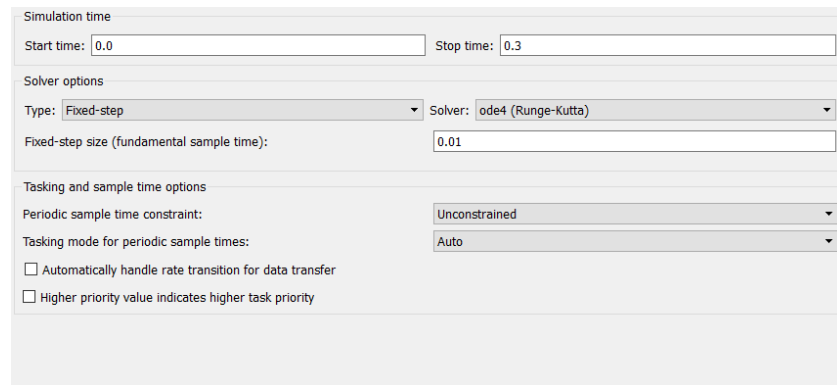 Simulation time
Start time: 0.0 Stop time: 0.3
Solver options
Type: Fixed-step Solver: ode4 (Runge-Kutta)
Fixed-step size (fundamental sample time): 0.01
Tasking and sample time options
Periodic sample time constraint: Unconstrained
Tasking mode for periodic sample times: Auto
Automatically handle rate transition for data transfer
Higher priority value indicates higher task priority